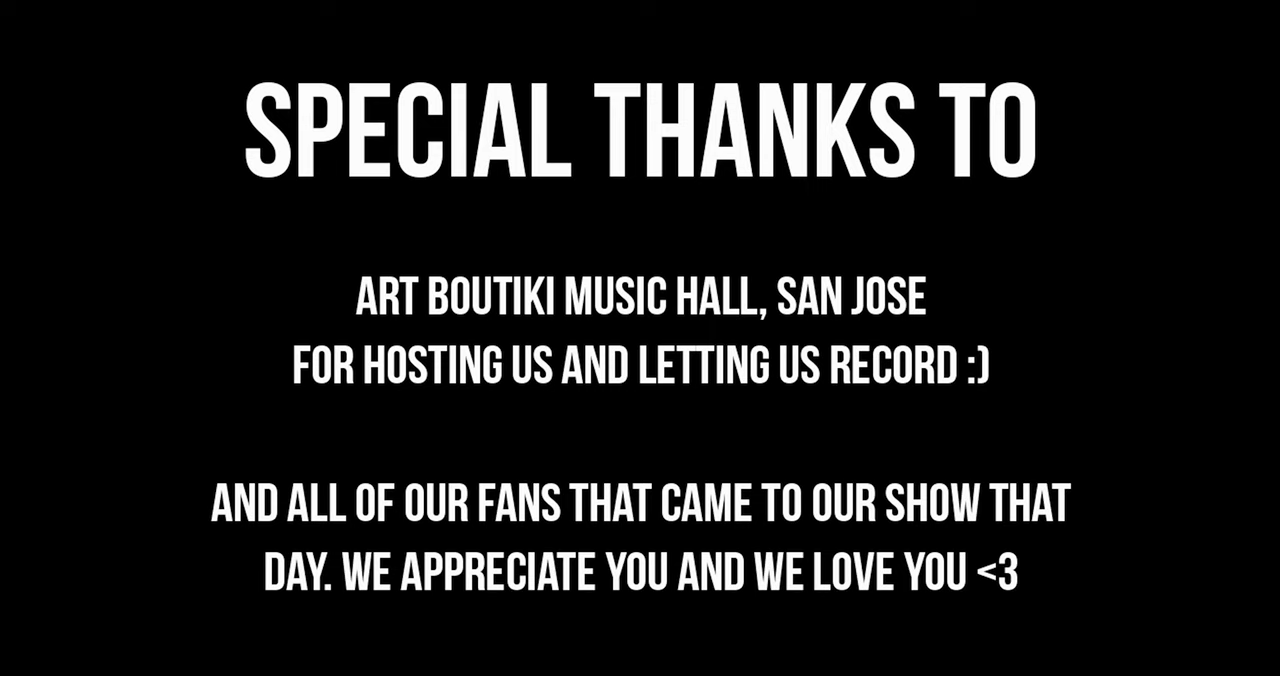 SPECIAL THANKS TO
ART BOUTIKI MUSIC HALL, SAN JOSE
FOR HOSTING US AND LETTING US RECORD :)
AND ALL OF OUR FANS THAT CAME TO OUR SHOW THAT
DAY. WE APPRECIATE YOU AND WE LOVE YOU <3